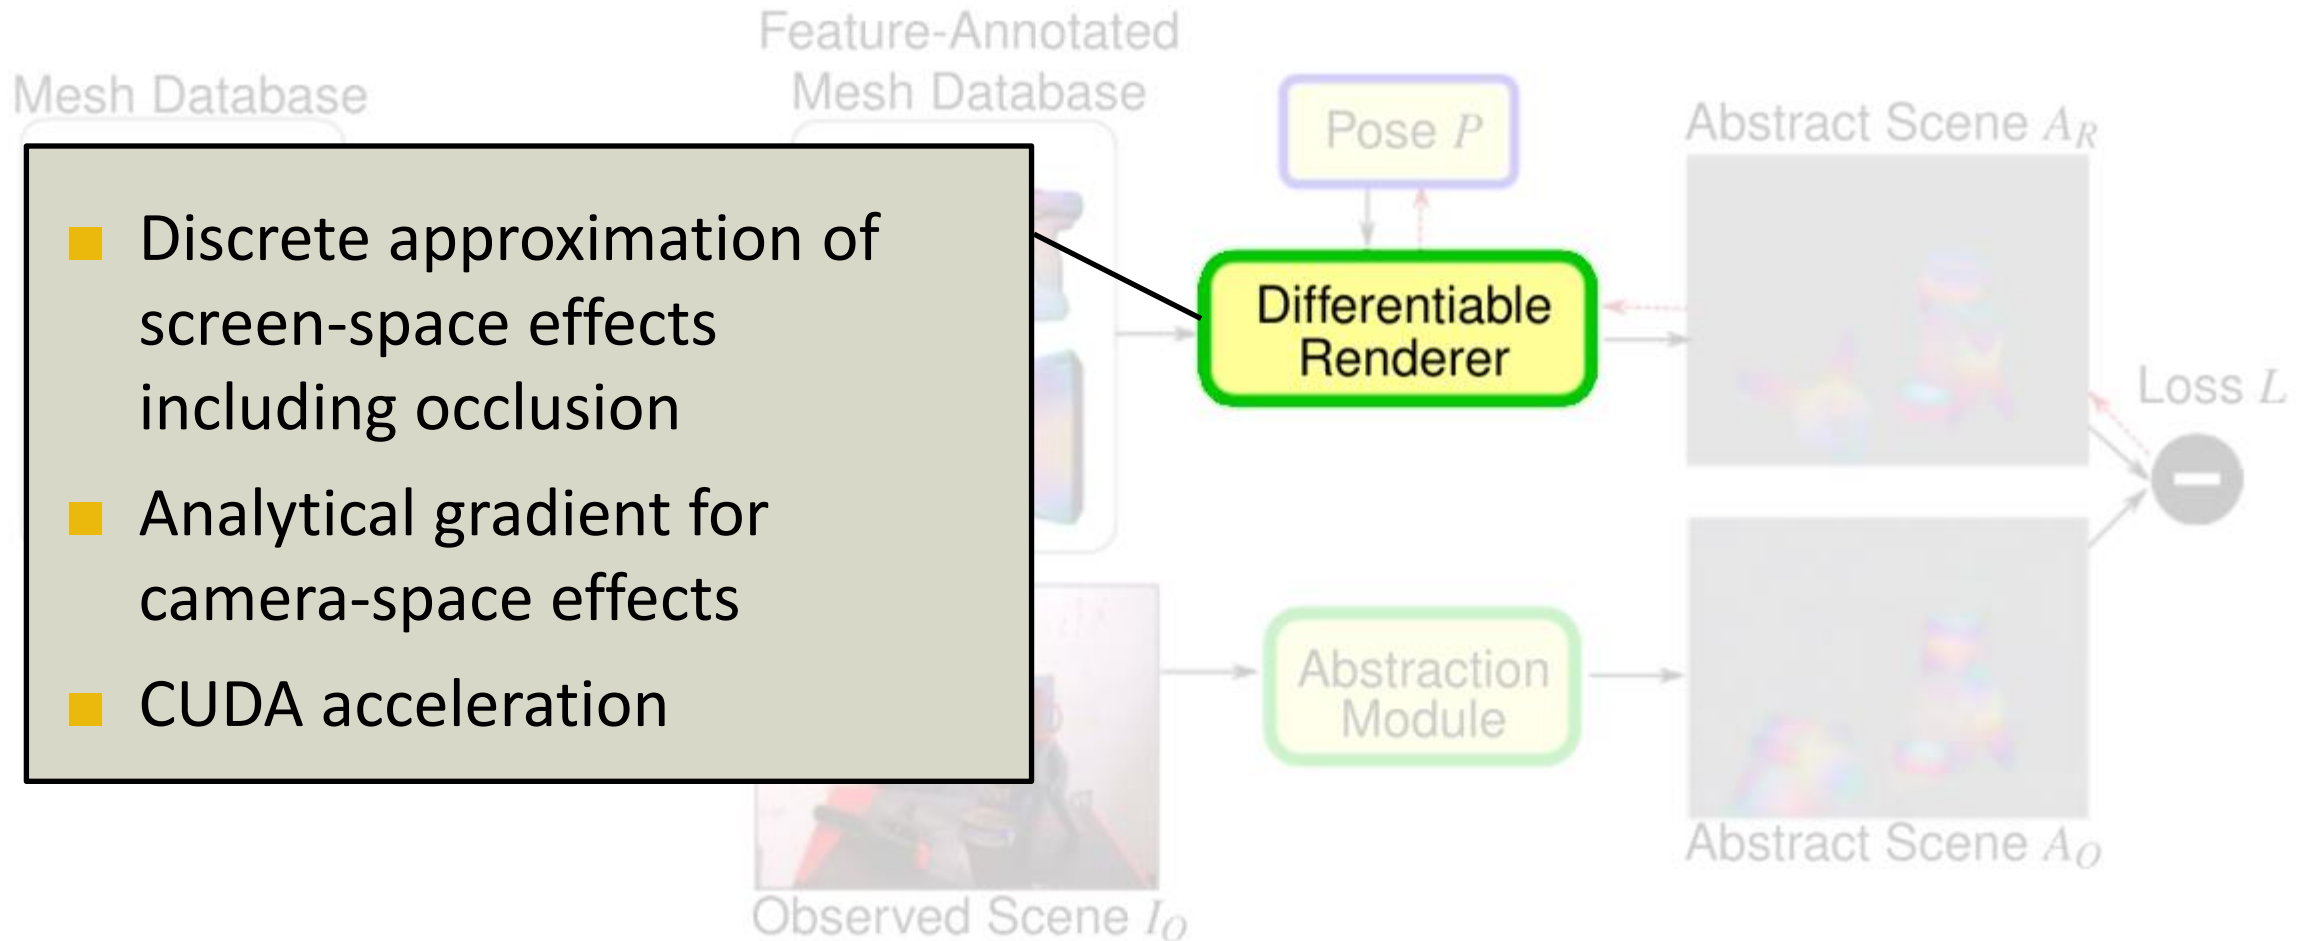 Feature-Annotated
Mesh Database
Mesh Database
Pose P
Abstract Scene A_R
Discrete approximation of
screen-space effects
including occlusion
Analytical gradient for
camera-space effects
CUDA acceleration
Differentiable
Renderer
Loss L
Abstraction
Module
Abstract Scene A_O
Observed Scene I_O